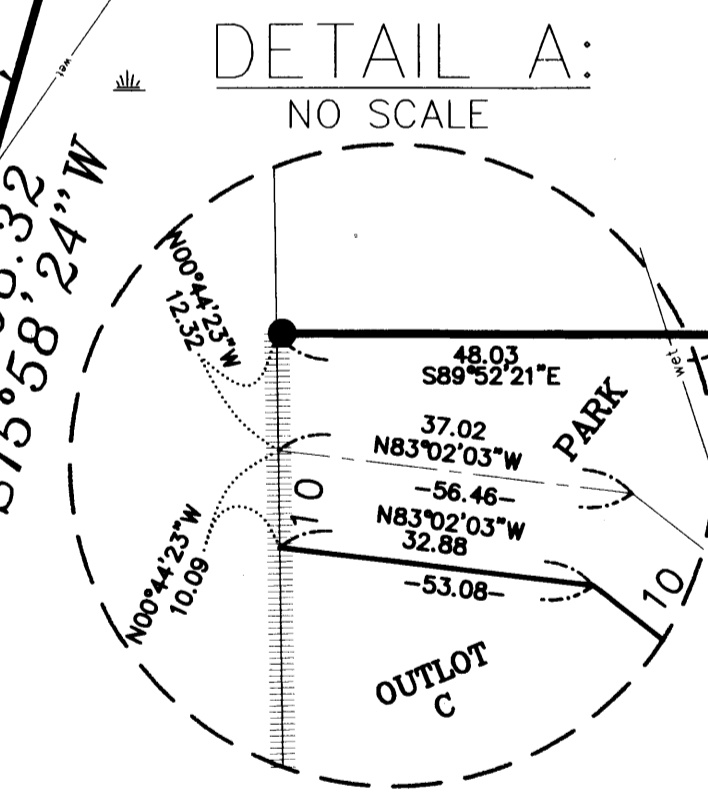 DETAIL A:
NO SCALE
wet
24"W
N00°44'23"W
12.32
48.03
S89°52'21"E
wet
PARK
37.02
N83°02'03"W
-56.46-
10
N83°02'03"W
32.88
-53.08-
N00°44'23"W
10.09
10
OUTLOT
C